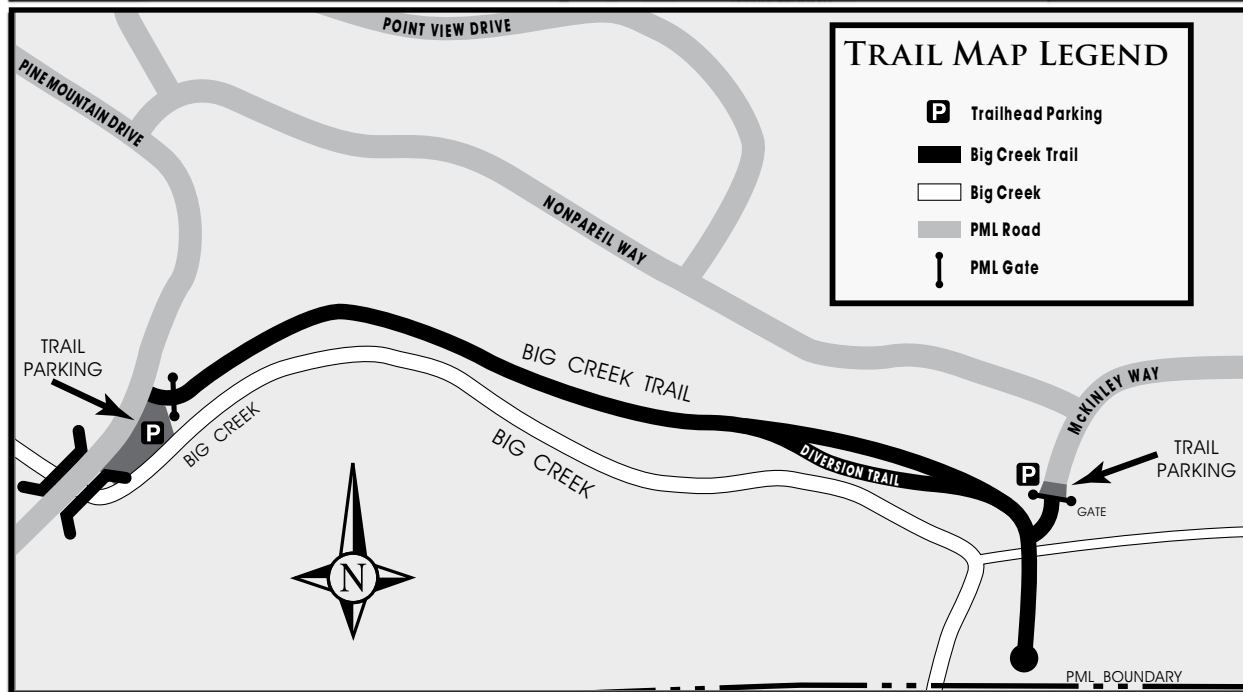 POINT VIEW DRIVE
PINE MOUNTAIN DRIVE
TRAIL MAP LEGEND
P Trailhead Parking
Big Creek Trail
Big Creek
PML Road
PML Gate
NONPAREIL WAY
TRAIL
PARKING
P
BIG CREEK TRAIL
BIG CREEK
BIG CREEK
DIVERSION TRAIL
McKINLEY WAY
TRAIL
PARKING
P
GATE
N
PML BOUNDARY